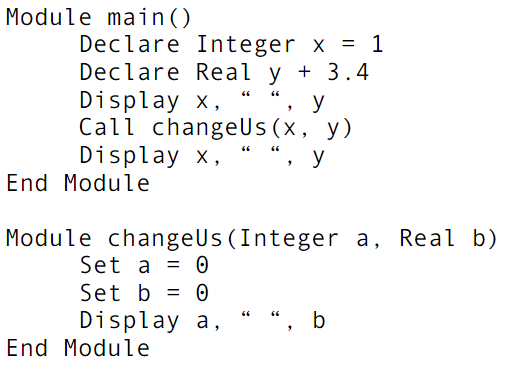 Module main()
Declare Integer x = 1
Declare Real y + 3.4
Display x, “ “, y
Call changeUs(x, y)
Display x, “ “, y
End Module
Module changeUs(Integer a, Real b)
Set a = 0
Set b = 0
Display a, “ “, b
End Module